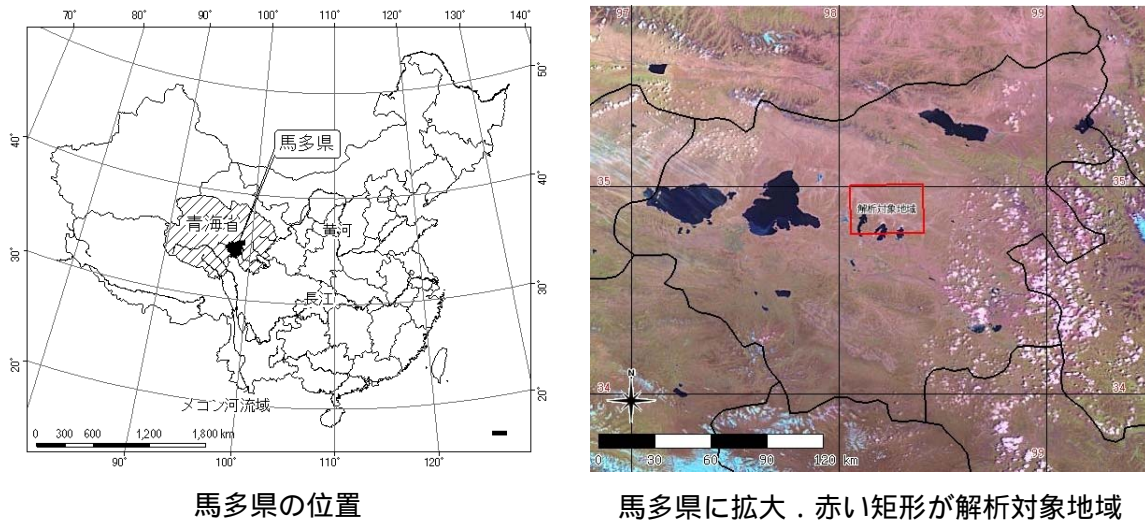 70° 80° 90° 100° 110° 120° 130° 140°
50°
40°
40°
30°
30°
20°
20°
馬多県
青海省
黄河
長江
メコン河流域
0 300 600 1,200 1,800 km
90° 100° 110° 120°
馬多県の位置
97 98 99
35 35
解析対象地域
34 34
N
99
0 30 60 90 120 km
馬多県に拡大．赤い矩形が解析対象地域